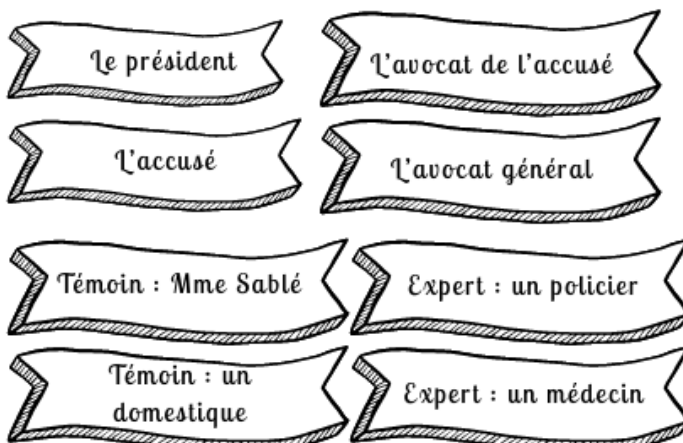 Le président
L'avocat de l'accusé
L'accusé
L'avocat général
Témoin : Mme Sablé
Expert : un policier
Témoin : un
domestique
Expert : un médecin